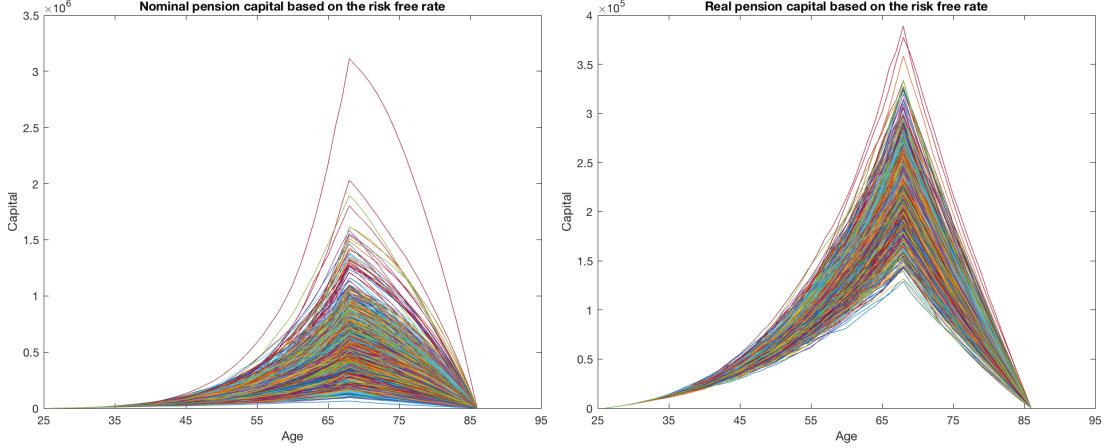 Nominal pension capital based on the risk free rate
×10^6
3.5
3
2.5
2
1.5
1
0.5
0
Capital
25 35 45 55 65 75 85 95
Age
Real pension capital based on the risk free rate
×10^5
4
3.5
3
2.5
2
1.5
1
0.5
0
Capital
25 35 45 55 65 75 85 95
Age